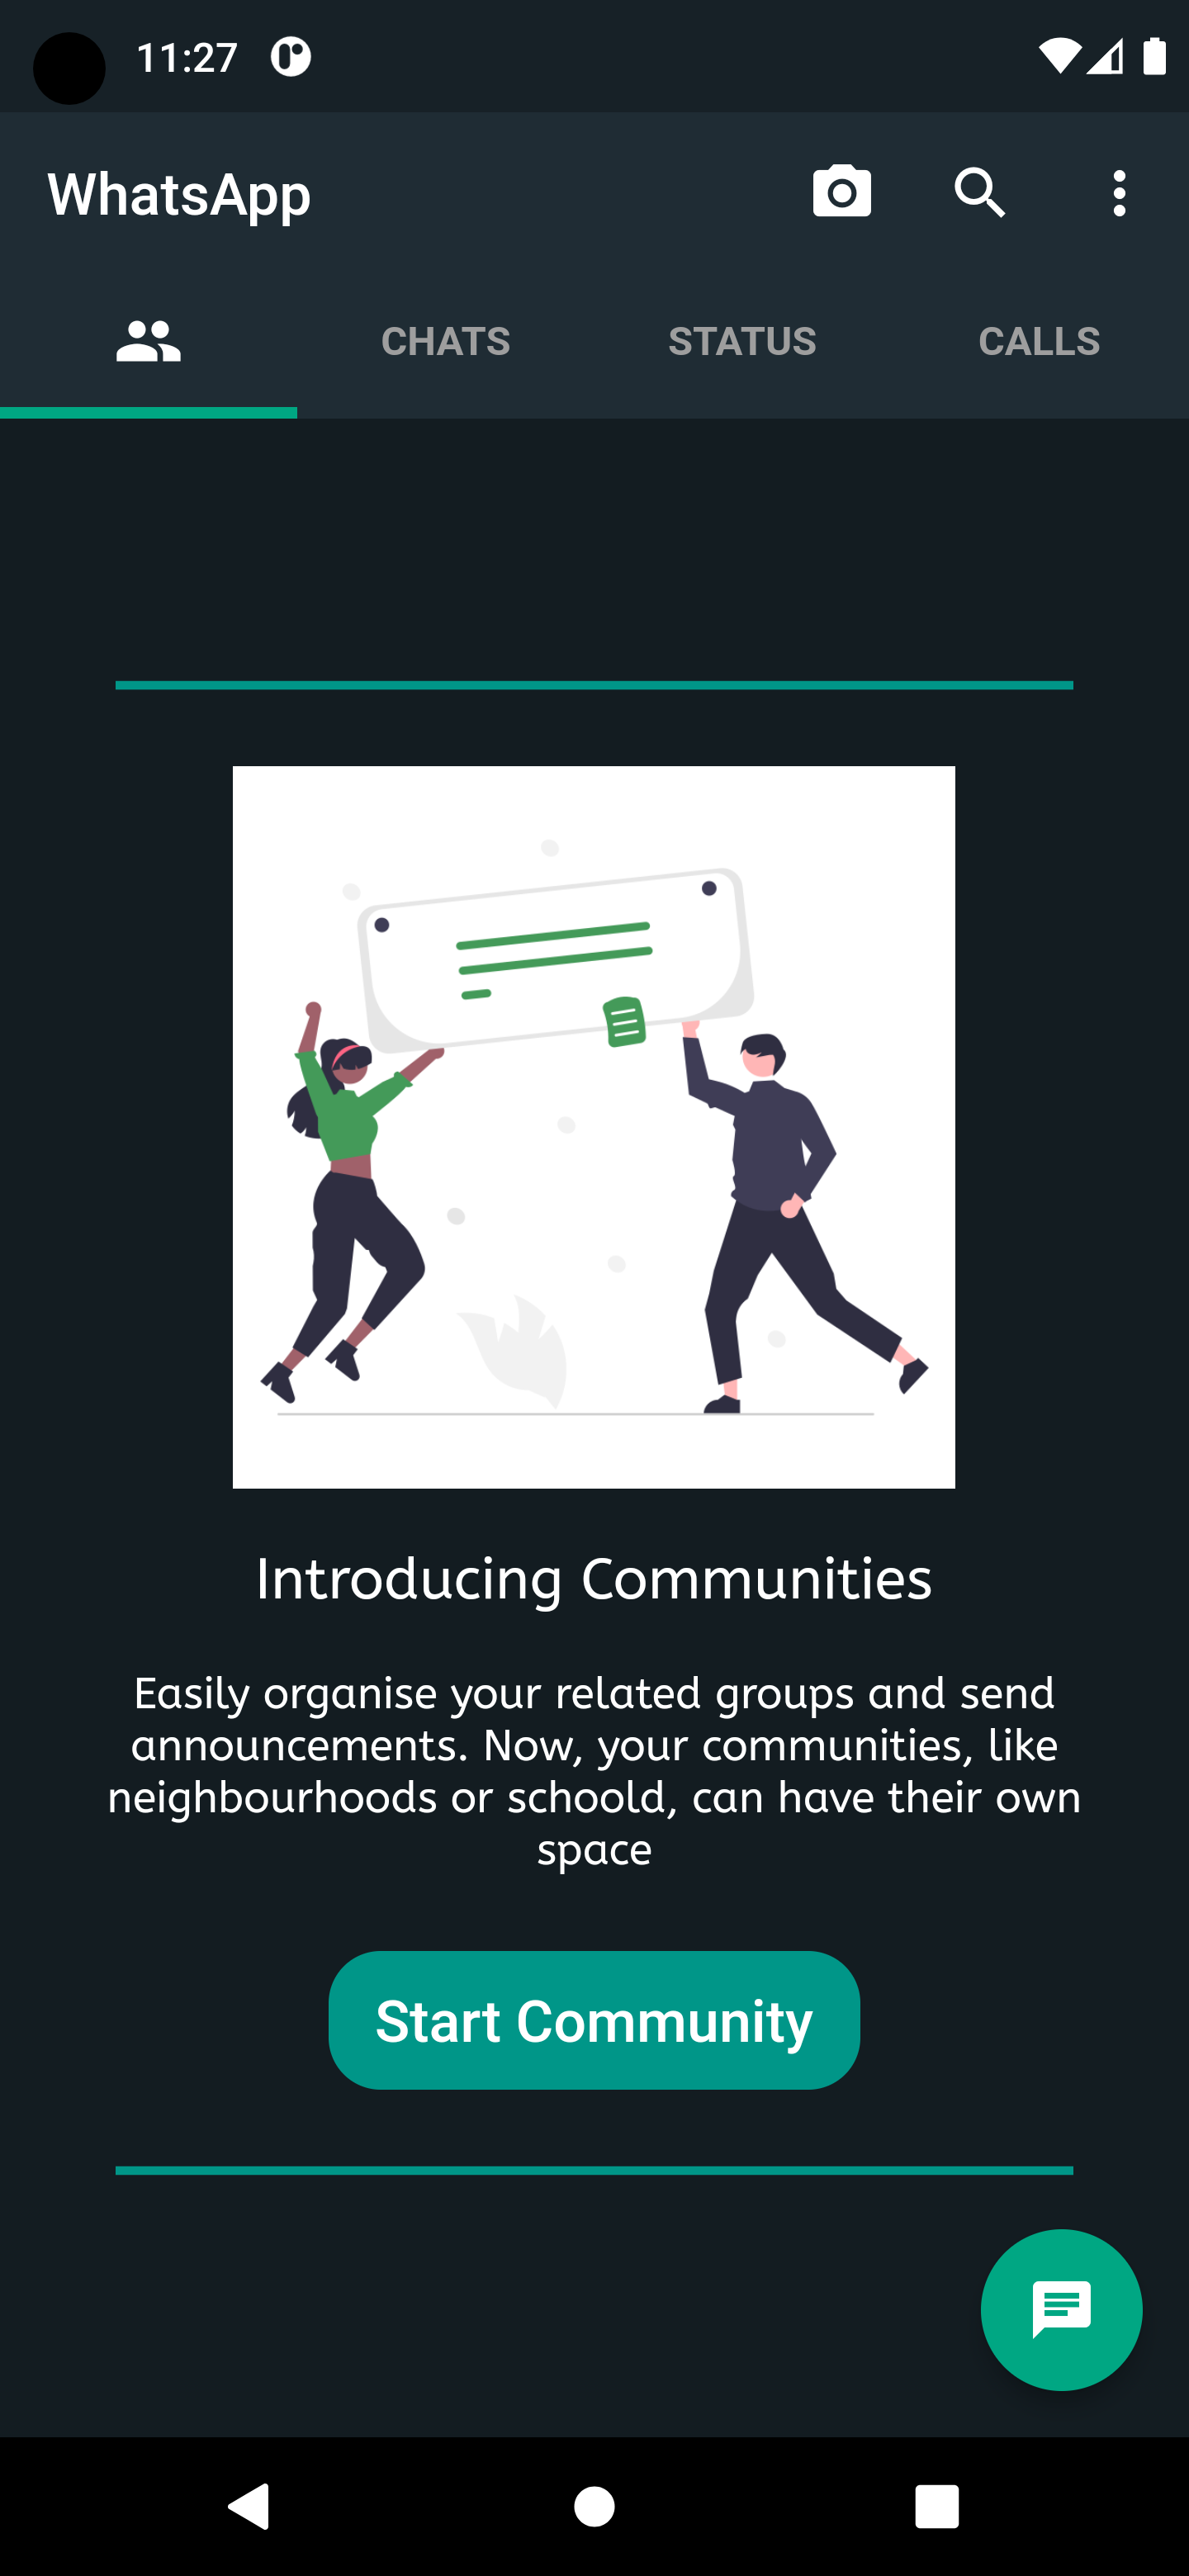 11:27
WhatsApp
CHATS STATUS CALLS
Introducing Communities
Easily organise your related groups and send
announcements. Now, your communities, like
neighbourhoods or schoold, can have their own
space
Start Community